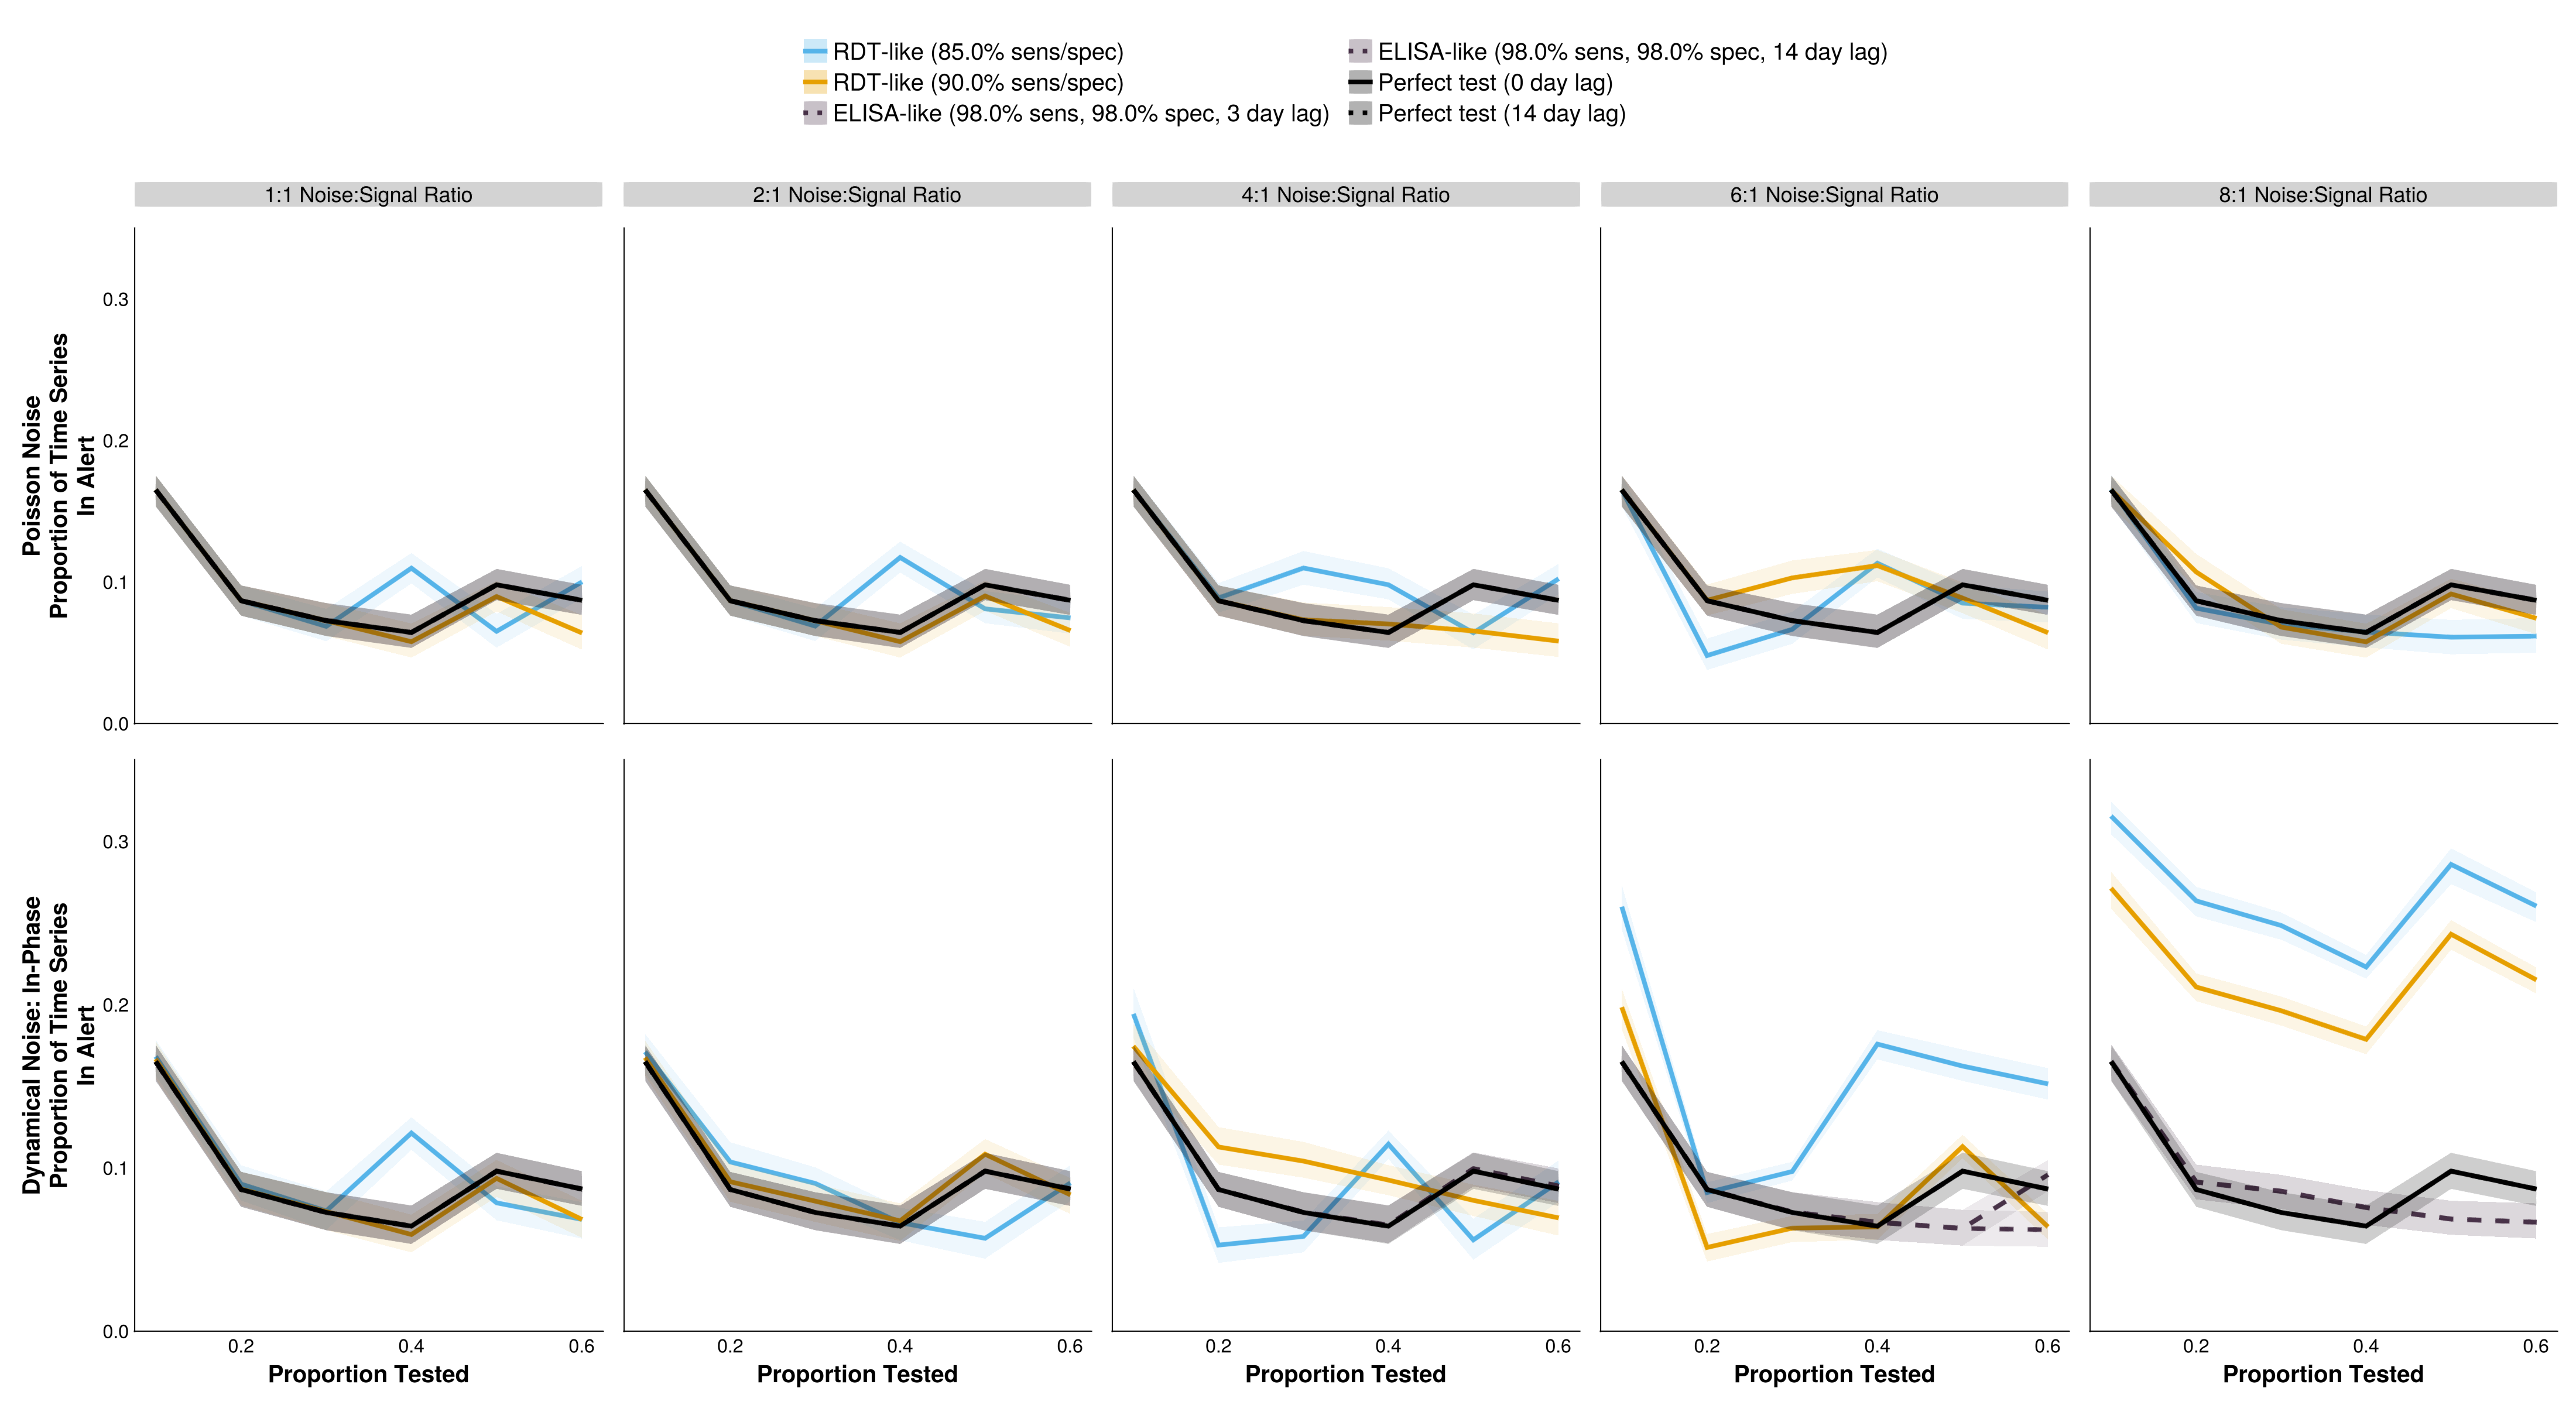 RDT-like (85.0% sens/spec)
RDT-like (90.0% sens/spec)
ELISA-like (98.0% sens, 98.0% spec, 3 day lag)
ELISA-like (98.0% sens, 98.0% spec, 14 day lag)
Perfect test (0 day lag)
Perfect test (14 day lag)
1:1 Noise:Signal Ratio
2:1 Noise:Signal Ratio
4:1 Noise:Signal Ratio
6:1 Noise:Signal Ratio
8:1 Noise:Signal Ratio
Poisson Noise
Proportion of Time Series
In Alert
0.3
0.2
0.1
0.0
Dynamical Noise: In-Phase
Proportion of Time Series
In Alert
0.3
0.2
0.1
0.0
0.2 0.4 0.6
0.2 0.4 0.6
0.2 0.4 0.6
0.2 0.4 0.6
0.2 0.4 0.6
Proportion Tested
Proportion Tested
Proportion Tested
Proportion Tested
Proportion Tested